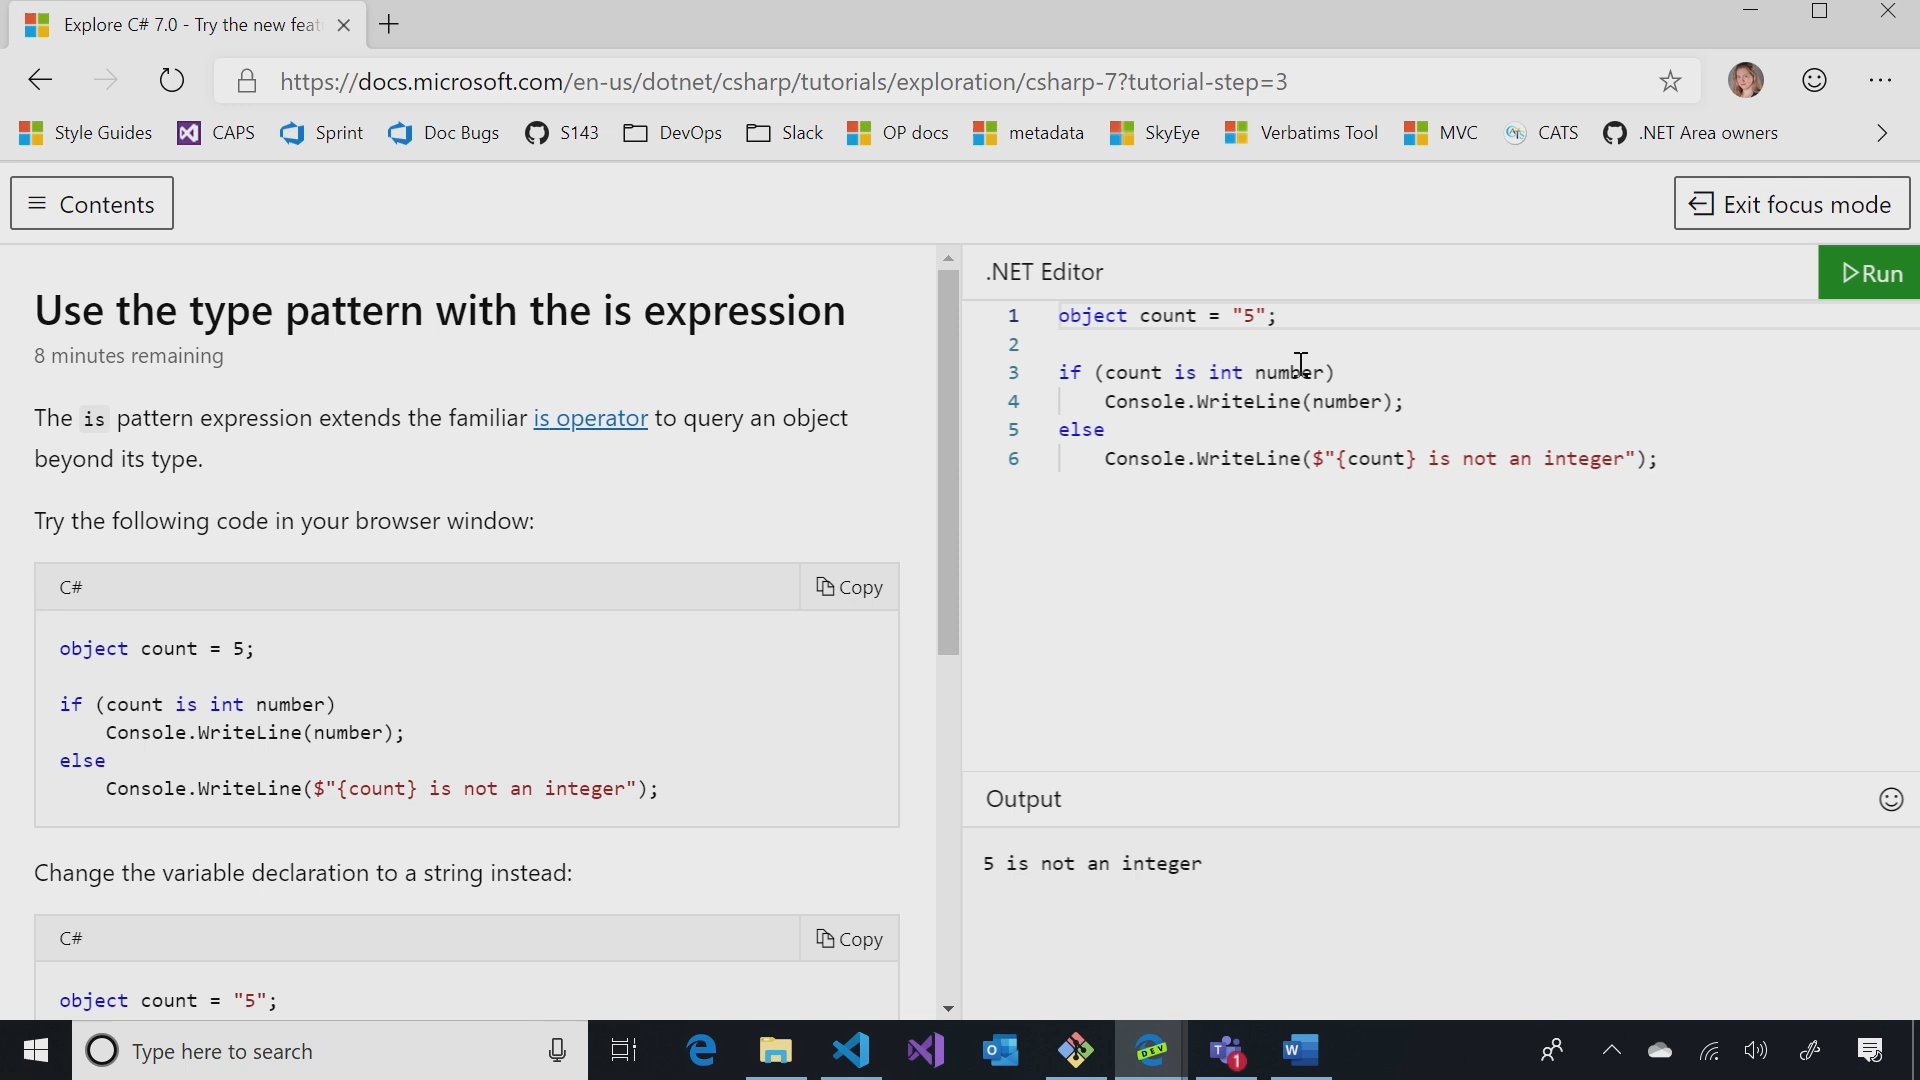 Explore C# 7.0 - Try the new feat
https://docs.microsoft.com/en-us/dotnet/csharp/tutorials/exploration/csharp-7?tutorial-step=3
Style Guides CAPS Sprint Doc Bugs S143 DevOps Slack OP docs metadata SkyEye Verbatims Tool MVC CATS .NET Area owners
Contents
Exit focus mode
Use the type pattern with the is expression
8 minutes remaining
The is pattern expression extends the familiar is operator to query an object
beyond its type.
Try the following code in your browser window:
C# Copy
object count = 5;
if (count is int number)
Console.WriteLine(number);
else
Console.WriteLine($"{count} is not an integer");
Change the variable declaration to a string instead:
C# Copy
object count = "5";
.NET Editor
Run
1 object count = "5";
2
3 if (count is int number)
4 Console.WriteLine(number);
5 else
6 Console.WriteLine($"{count} is not an integer");
Output
5 is not an integer
Type here to search
DEV
1